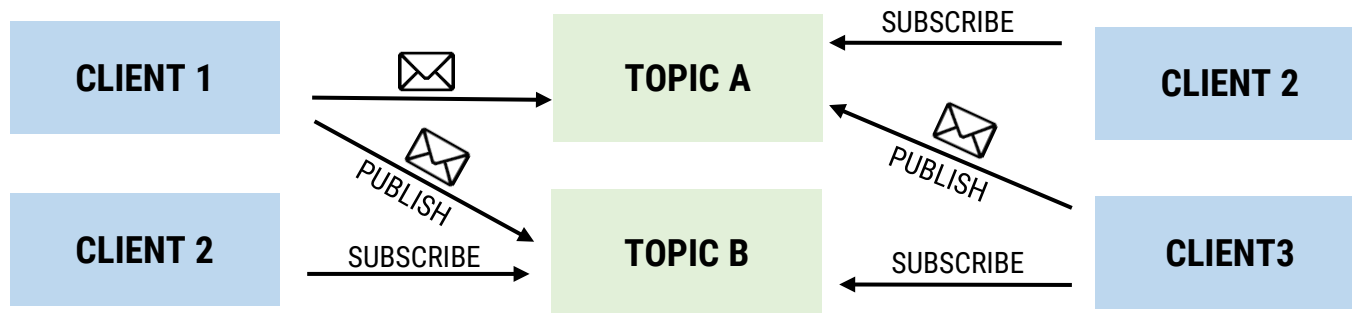 SUBSCRIBE
CLIENT 1
TOPIC A
CLIENT 2
PUBLISH
PUBLISH
CLIENT 2
SUBSCRIBE
TOPIC B
SUBSCRIBE
CLIENT3